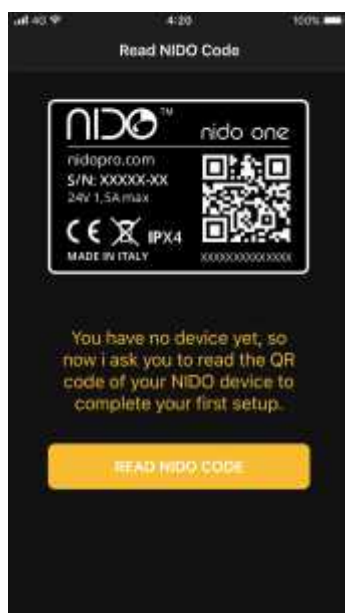 4G 4:20 100%
Read NIDO Code
NIDO™ nido one
nidopro.com
S/N: XXXXX-XX
24V 1,5A max
CE IPX4
MADE IN ITALY XXXXXXXXXXXXX
You have no device yet, so
now i ask you to read the QR
code of your NIDO device to
complete your first setup.
READ NIDO CODE